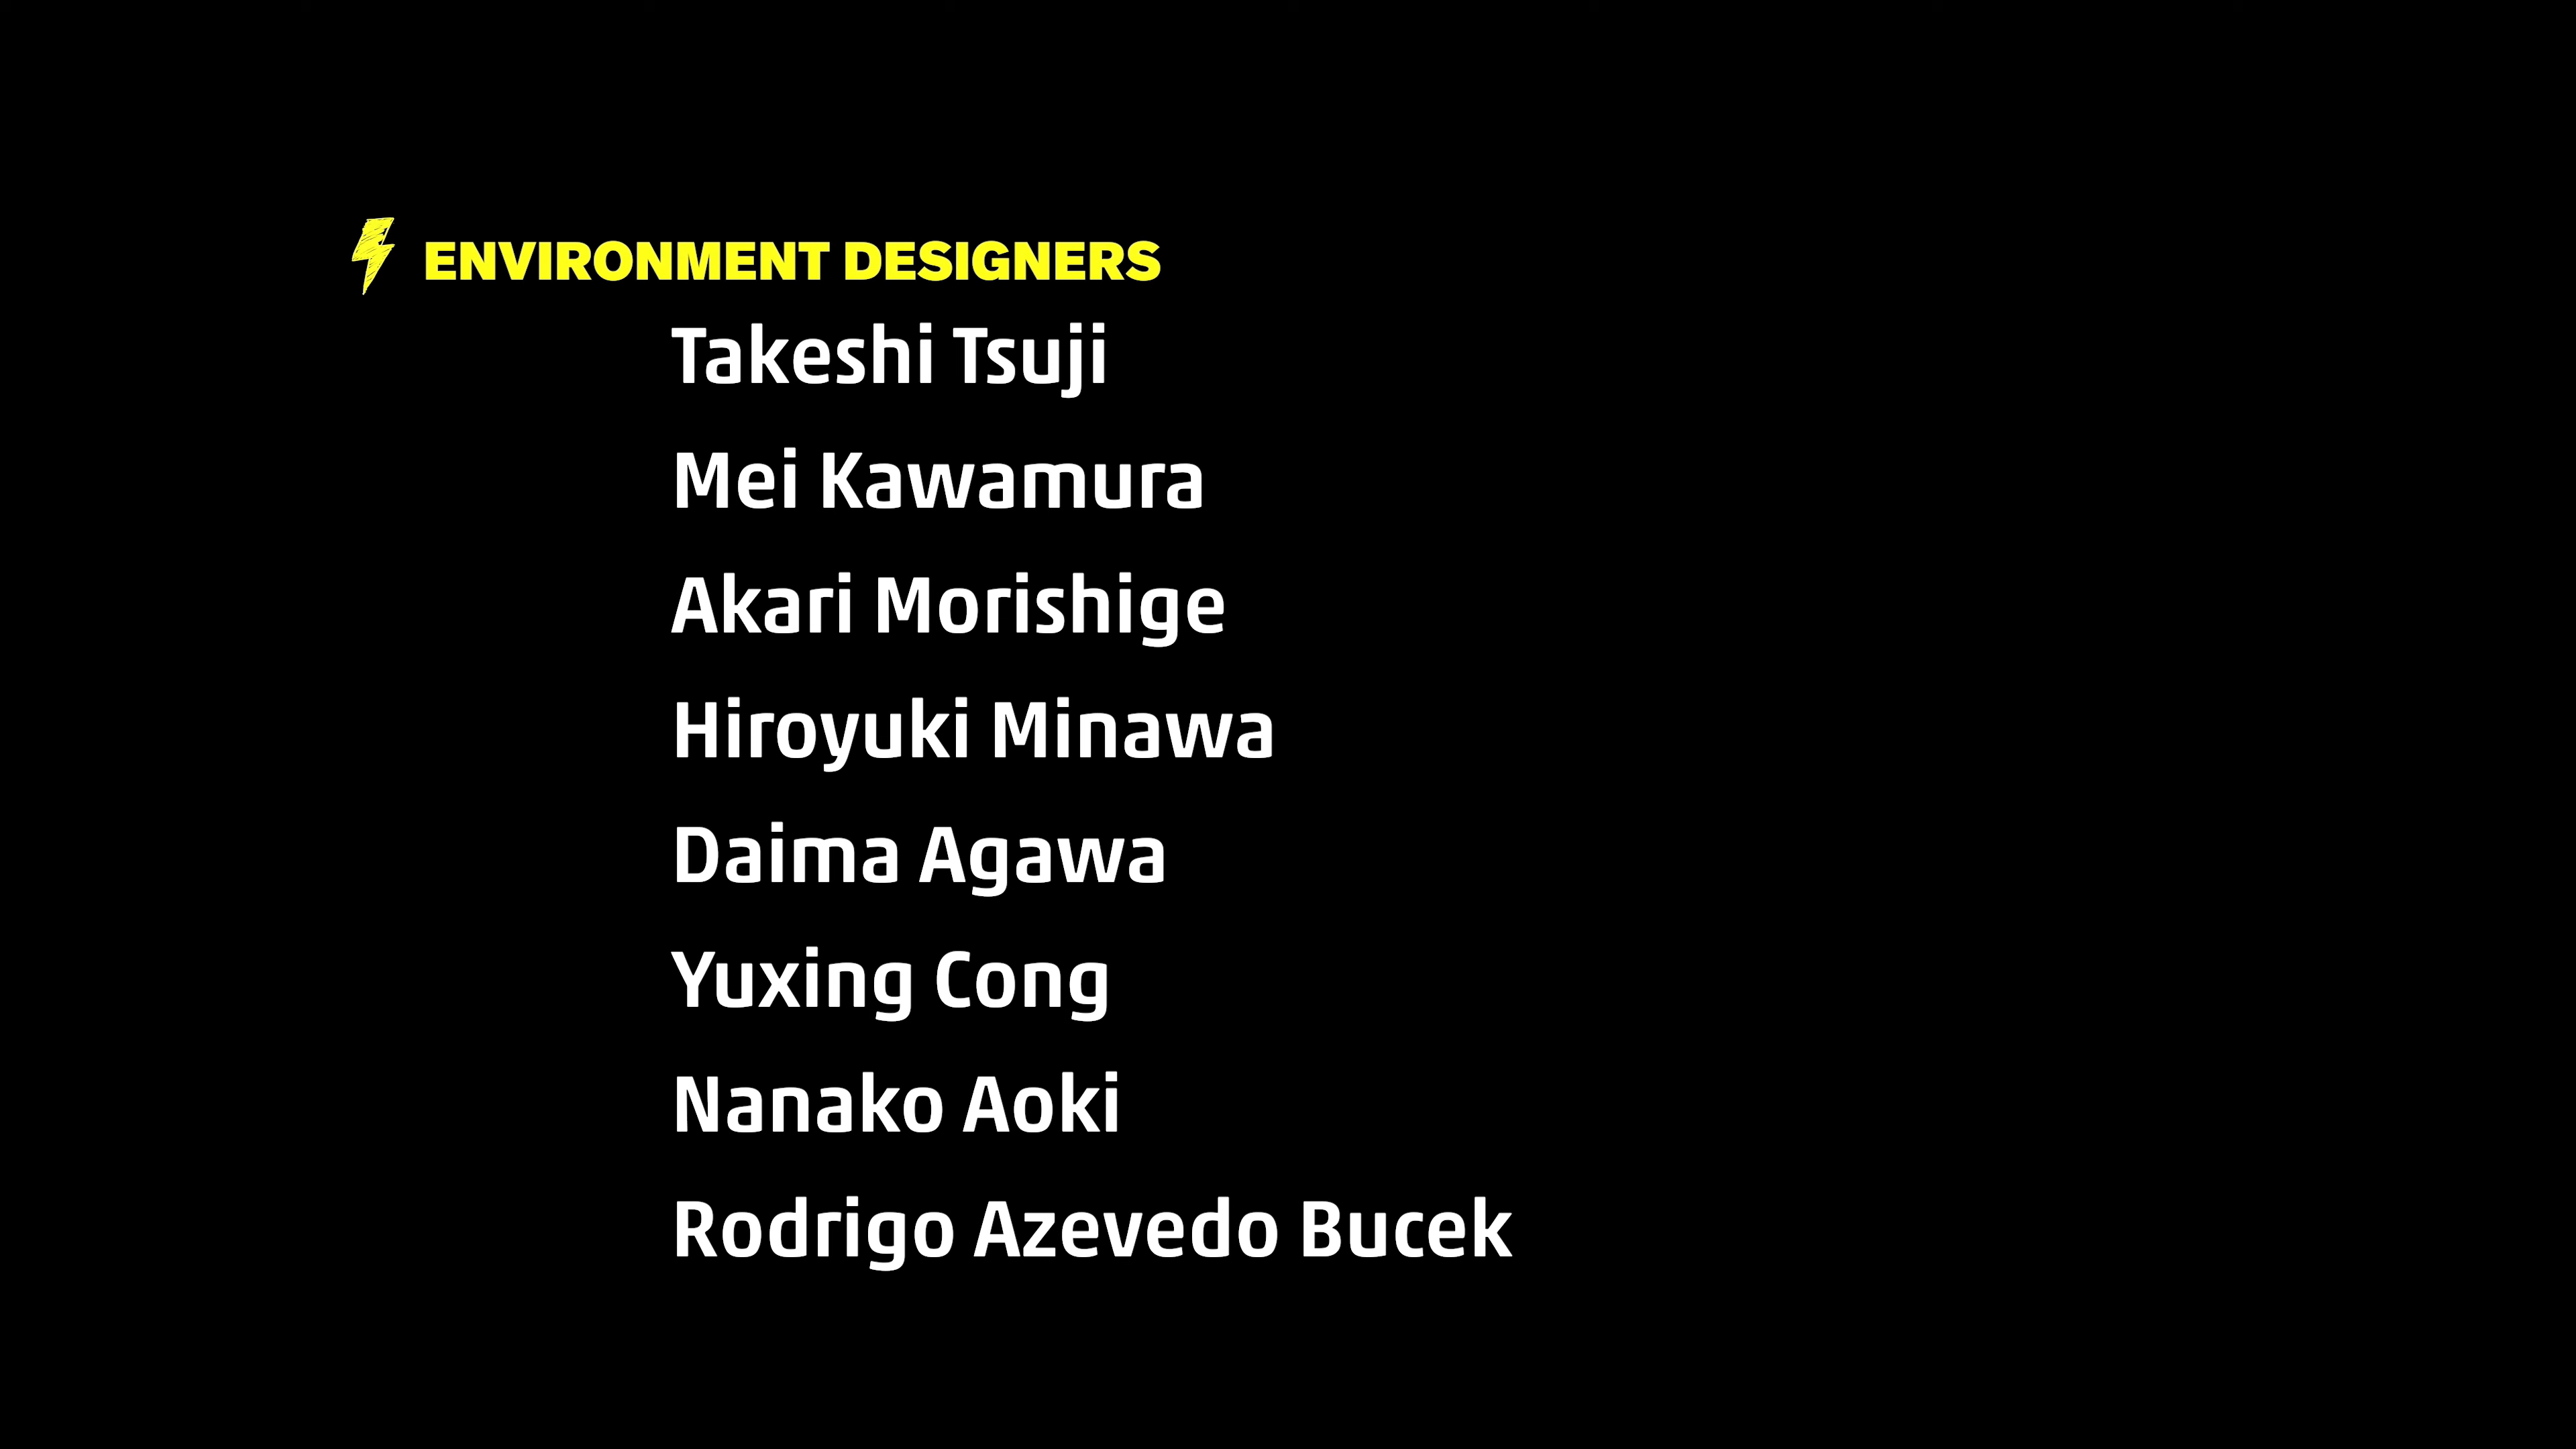 ENVIRONMENT DESIGNERS
Takeshi Tsuji
Mei Kawamura
Akari Morishige
Hiroyuki Minawa
Daima Agawa
Yuxing Cong
Nanako Aoki
Rodrigo Azevedo Bucek